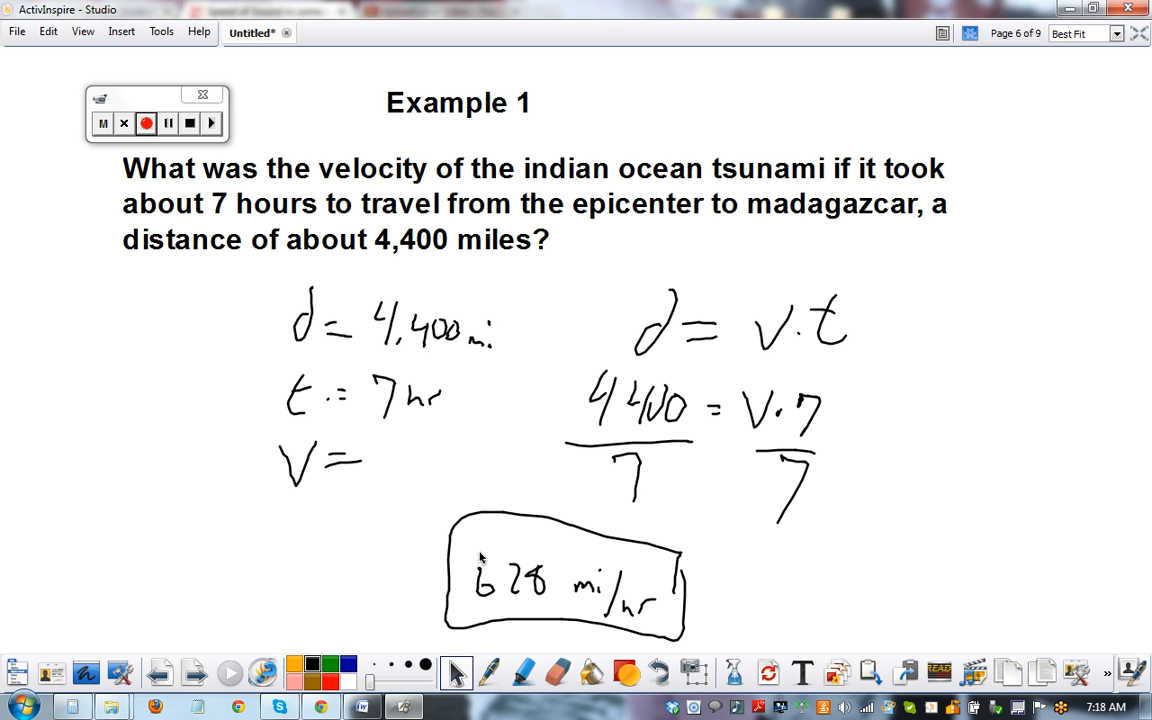 ActivInspire - Studio
File Edit View Insert Tools Help Untitled* Page 6 of 9 Best Fit
M
Example 1
What was the velocity of the indian ocean tsunami if it took
about 7 hours to travel from the epicenter to madagazcar, a
distance of about 4,400 miles?
d = 4,400 mi
d = v.t
t = 7 hr
4400 = v.7
7 7
v =
628 mi/hr
T
READ
»
7:18 AM